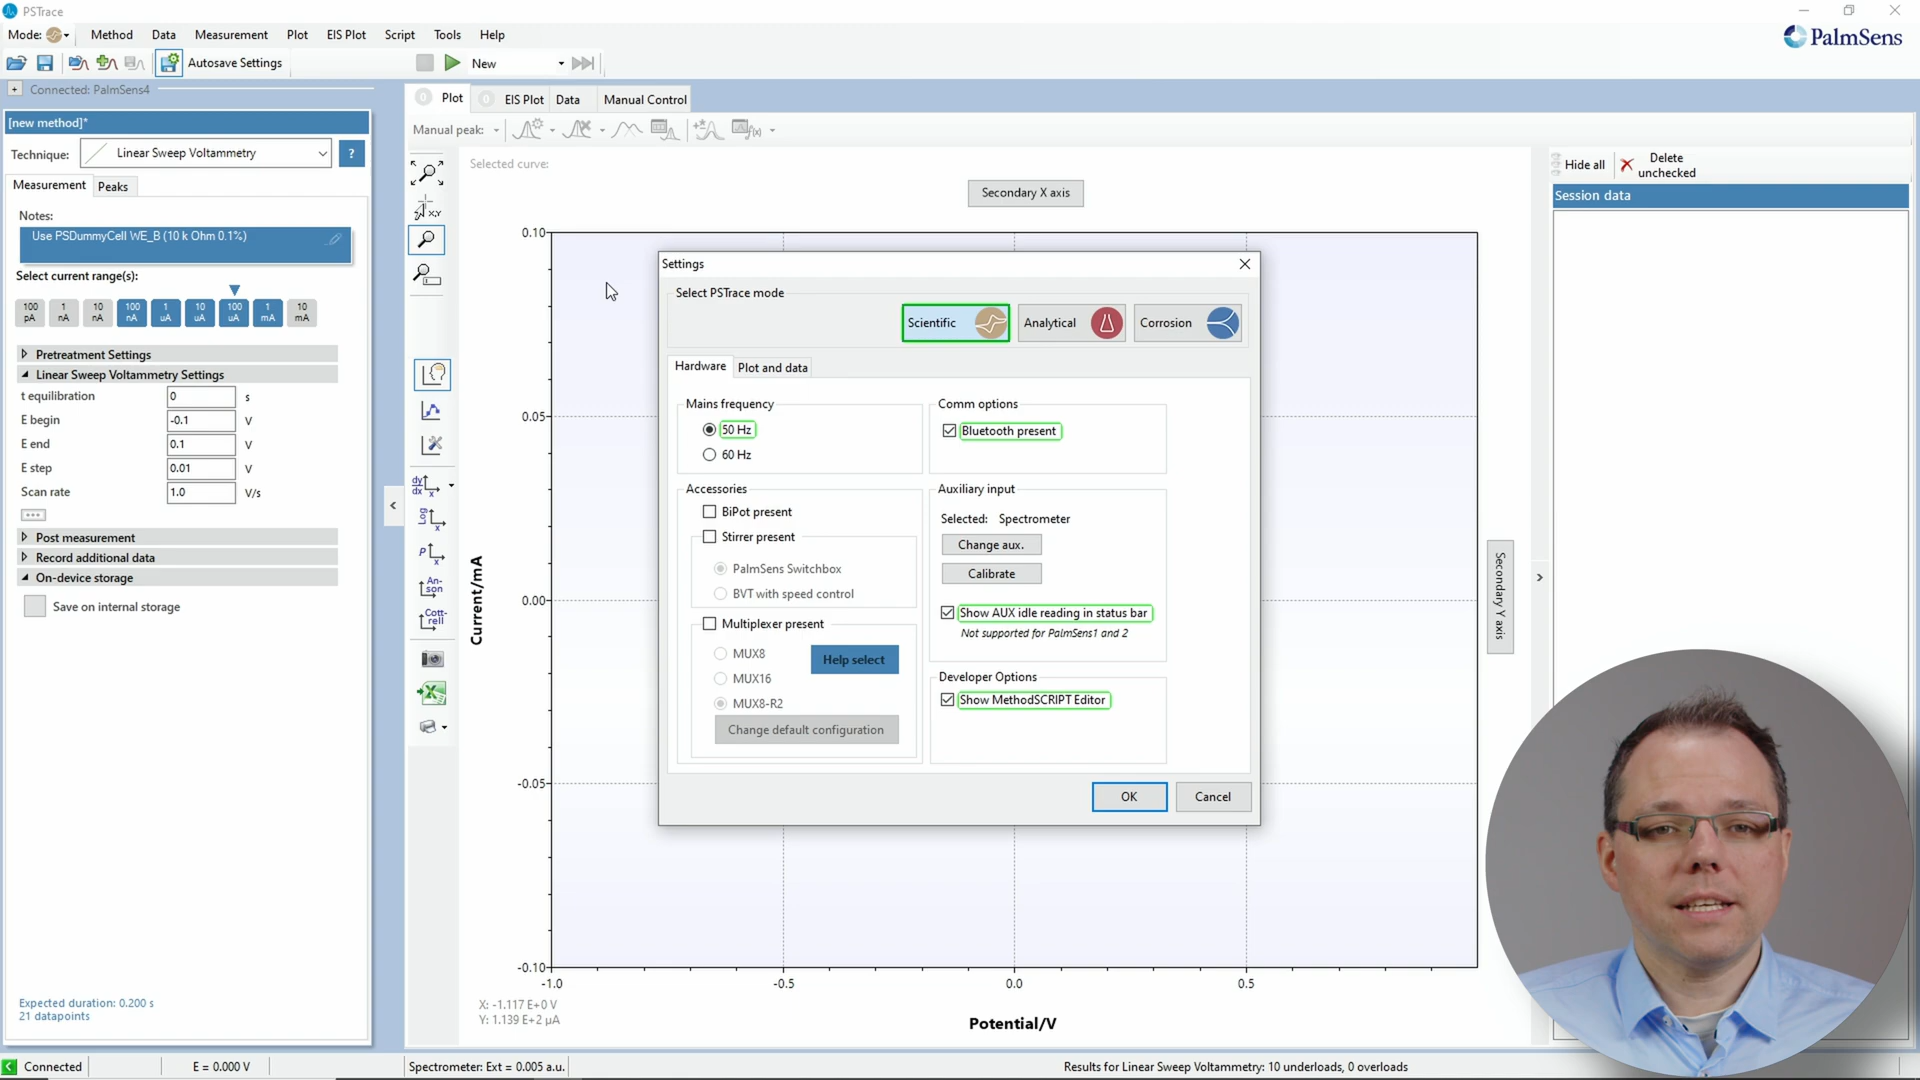 PSTrace
Mode:
Method
Data
Measurement
Plot
EIS Plot
Script
Tools
Help
PalmSens
Autosave Settings
New
Connected: PalmSens4
[new method]*
Technique:
Linear Sweep Voltammetry
?
Measurement
Peaks
Notes:
Use PSDummyCell WE_B (10 k Ohm 0.1%)
Select current range(s):
100 pA
1 nA
10 nA
100 nA
1 uA
10 uA
100 uA
1 mA
10 mA
Pretreatment Settings
Linear Sweep Voltammetry Settings
t equilibration 0 s
E begin -0.1 V
E end 0.1 V
E step 0.01 V
Scan rate 1.0 V/s
Post measurement
Record additional data
On-device storage
Save on internal storage
Expected duration: 0.200 s
21 datapoints
0 Plot
0 EIS Plot
Data
Manual Control
Manual peak:
Selected curve:
Secondary X axis
X,Y
dy/dx x
Log x
P x
An-son
Cott-rell
0.10
0.05
0.00
-0.05
-0.10
Current/mA
-1.0
-0.5
0.0
0.5
Potential/V
X: -1.117 E+0 V
Y: 1.139 E+2 µA
Secondary Y axis
Settings
Select PSTrace mode
Scientific
Analytical
Corrosion
Hardware
Plot and data
Mains frequency
50 Hz
60 Hz
Accessories
BiPot present
Stirrer present
PalmSens Switchbox
BVT with speed control
Multiplexer present
MUX8
MUX16
MUX8-R2
Help select
Change default configuration
Comm options
Bluetooth present
Auxiliary input
Selected: Spectrometer
Change aux.
Calibrate
Show AUX idle reading in status bar
Not supported for PalmSens1 and 2
Developer Options
Show MethodSCRIPT Editor
OK
Cancel
Hide all
Delete unchecked
Session data
Connected
E = 0.000 V
Spectrometer: Ext = 0.005 a.u.
Results for Linear Sweep Voltammetry: 10 underloads, 0 overloads